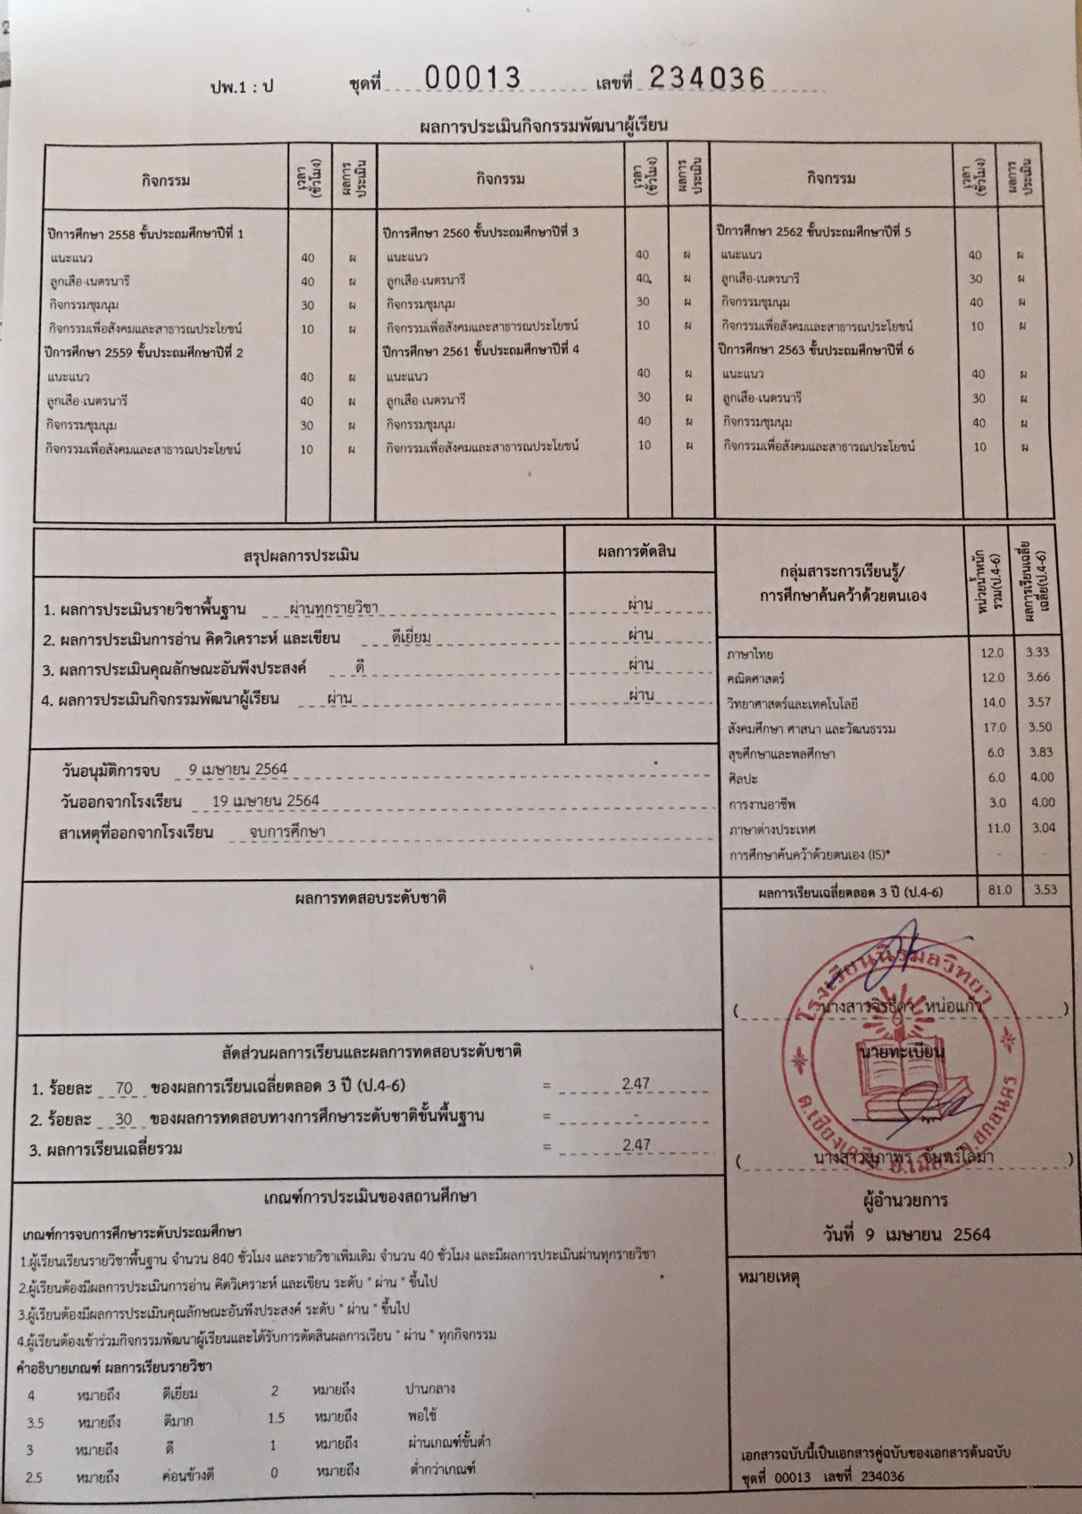 ปพ.1 : ป ชุดที่ 00013 เลขที่ 234036
ผลการประเมินกิจกรรมพัฒนาผู้เรียน
กิจกรรม เวลา (ชั่วโมง) ผลการประเมิน กิจกรรม เวลา (ชั่วโมง) ผลการประเมิน กิจกรรม เวลา (ชั่วโมง) ผลการประเมิน
ปีการศึกษา 2558 ชั้นประถมศึกษาปีที่ 1
แนะแนว 40 ผ
ลูกเสือ-เนตรนารี 40 ผ
กิจกรรมชุมนุม 30 ผ
กิจกรรมเพื่อสังคมและสาธารณประโยชน์ 10 ผ
ปีการศึกษา 2559 ชั้นประถมศึกษาปีที่ 2
แนะแนว 40 ผ
ลูกเสือ-เนตรนารี 40 ผ
กิจกรรมชุมนุม 30 ผ
กิจกรรมเพื่อสังคมและสาธารณประโยชน์ 10 ผ
ปีการศึกษา 2560 ชั้นประถมศึกษาปีที่ 3
แนะแนว 40 ผ
ลูกเสือ-เนตรนารี 40 ผ
กิจกรรมชุมนุม 30 ผ
กิจกรรมเพื่อสังคมและสาธารณประโยชน์ 10 ผ
ปีการศึกษา 2561 ชั้นประถมศึกษาปีที่ 4
แนะแนว 40 ผ
ลูกเสือ-เนตรนารี 30 ผ
กิจกรรมชุมนุม 40 ผ
กิจกรรมเพื่อสังคมและสาธารณประโยชน์ 10 ผ
ปีการศึกษา 2562 ชั้นประถมศึกษาปีที่ 5
แนะแนว 40 ผ
ลูกเสือ-เนตรนารี 30 ผ
กิจกรรมชุมนุม 40 ผ
กิจกรรมเพื่อสังคมและสาธารณประโยชน์ 10 ผ
ปีการศึกษา 2563 ชั้นประถมศึกษาปีที่ 6
แนะแนว 40 ผ
ลูกเสือ-เนตรนารี 30 ผ
กิจกรรมชุมนุม 40 ผ
กิจกรรมเพื่อสังคมและสาธารณประโยชน์ 10 ผ
สรุปผลการประเมิน ผลการตัดสิน
1. ผลการประเมินรายวิชาพื้นฐาน ผ่านทุกรายวิชา ผ่าน
2. ผลการประเมินการอ่าน คิดวิเคราะห์ และเขียน ดีเยี่ยม ผ่าน
3. ผลการประเมินคุณลักษณะอันพึงประสงค์ ดี ผ่าน
4. ผลการประเมินกิจกรรมพัฒนาผู้เรียน ผ่าน ผ่าน
วันอนุมัติการจบ 9 เมษายน 2564
วันออกจากโรงเรียน 19 เมษายน 2564
สาเหตุที่ออกจากโรงเรียน จบการศึกษา
ผลการทดสอบระดับชาติ
สัดส่วนผลการเรียนและผลการทดสอบระดับชาติ
1. ร้อยละ 70 ของผลการเรียนเฉลี่ยตลอด 3 ปี (ป.4-6) = 2.47
2. ร้อยละ 30 ของผลการทดสอบทางการศึกษาระดับชาติขั้นพื้นฐาน = -
3. ผลการเรียนเฉลี่ยรวม = 2.47
เกณฑ์การประเมินของสถานศึกษา
เกณฑ์การจบการศึกษาระดับประถมศึกษา
1.ผู้เรียนเรียนรายวิชาพื้นฐาน จำนวน 840 ชั่วโมง และรายวิชาเพิ่มเติม จำนวน 40 ชั่วโมง และมีผลการประเมินผ่านทุกรายวิชา
2.ผู้เรียนต้องมีผลการประเมินการอ่าน คิดวิเคราะห์ และเขียน ระดับ " ผ่าน " ขึ้นไป
3.ผู้เรียนต้องมีผลการประเมินคุณลักษณะอันพึงประสงค์ ระดับ " ผ่าน " ขึ้นไป
4.ผู้เรียนต้องเข้าร่วมกิจกรรมพัฒนาผู้เรียนและได้รับการตัดสินผลการเรียน " ผ่าน " ทุกกิจกรรม
คำอธิบายเกณฑ์ ผลการเรียนรายวิชา
4 หมายถึง ดีเยี่ยม 2 หมายถึง ปานกลาง
3.5 หมายถึง ดีมาก 1.5 หมายถึง พอใช้
3 หมายถึง ดี 1 หมายถึง ผ่านเกณฑ์ขั้นต่ำ
2.5 หมายถึง ค่อนข้างดี 0 หมายถึง ต่ำกว่าเกณฑ์
กลุ่มสาระการเรียนรู้/ หน่วยน้ำหนัก ผลการเรียนเฉลี่ย
การศึกษาค้นคว้าด้วยตนเอง รวม(ป.4-6) เฉลี่ย(ป.4-6)
ภาษาไทย 12.0 3.33
คณิตศาสตร์ 12.0 3.66
วิทยาศาสตร์และเทคโนโลยี 14.0 3.57
สังคมศึกษา ศาสนา และวัฒนธรรม 17.0 3.50
สุขศึกษาและพลศึกษา 6.0 3.83
ศิลปะ 6.0 4.00
การงานอาชีพ 3.0 4.00
ภาษาต่างประเทศ 11.0 3.04
การศึกษาค้นคว้าด้วยตนเอง (IS)* - -
ผลการเรียนเฉลี่ยตลอด 3 ปี (ป.4-6) 81.0 3.53
โรงเรียนนิรมลวิทยา
(นางสาวจิรธิดา หน่อแก้ว)
นายทะเบียน
(นางสาวสุภาพร จันทร์โสมา)
ต.เชียงเครือ อ.เมือง จ.สกลนคร
ผู้อำนวยการ
วันที่ 9 เมษายน 2564
หมายเหตุ
เอกสารฉบับนี้เป็นเอกสารคู่ฉบับของเอกสารต้นฉบับ
ชุดที่ 00013 เลขที่ 234036